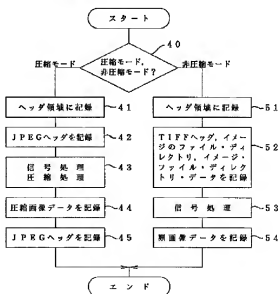 スタート
40
圧縮モード
圧縮モード，
非圧縮モード？
非圧縮モード
ヘッダ領域に記録
41
JPEGヘッダを記録
42
信号処理
圧縮処理
43
圧縮画像データを記録
44
JPEGヘッダを記録
45
ヘッダ領域に記録
51
TIFFヘッダ，イメー
ジのファイル・ディ
レクトリ，イメージ・
ファイル・ディレク
トリ・データを記録
52
信号処理
53
原画像データを記録
54
エンド